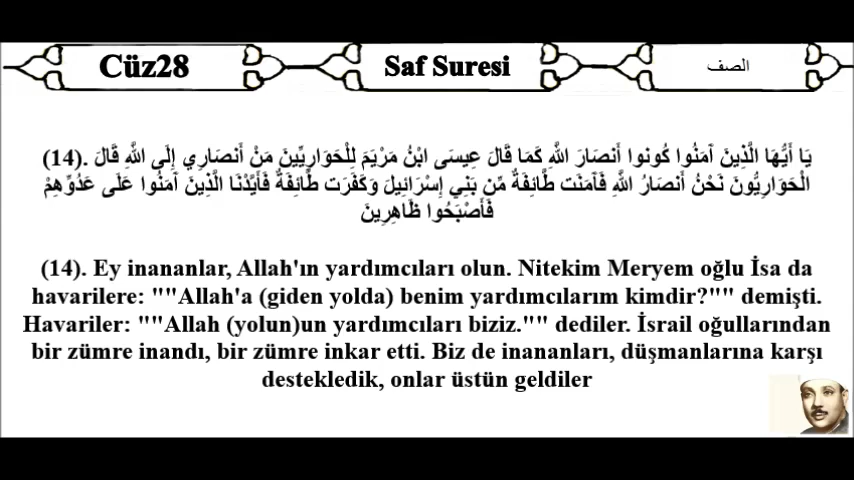 Cüz28
Saf Suresi
الصف
(14). يَا أَيُّهَا الَّذِينَ آمَنُوا كُونوا أَنصَارَ اللَّهِ كَمَا قَالَ عِيسَى ابْنُ مَرْيَمَ لِلْحَوَارِيِّينَ مَنْ أَنصَارِي إِلَى اللَّهِ قَالَ
الْحَوَارِيُّونَ نَحْنُ أَنصَارُ اللَّهِ فَآمَنَت طَّائِفَةٌ مِّن بَنِي إِسْرَائِيلَ وَكَفَرَت طَّائِفَةٌ فَأَيَّدْنَا الَّذِينَ آمَنُوا عَلَى عَدُوِّهِمْ
فَأَصْبَحُوا ظَاهِرِينَ
(14). Ey inananlar, Allah'ın yardımcıları olun. Nitekim Meryem oğlu İsa da
havarilere: ""Allah'a (giden yolda) benim yardımcılarım kimdir?"" demişti.
Havariler: ""Allah (yolun)un yardımcıları biziz."" dediler. İsrail oğullarından
bir zümre inandı, bir zümre inkar etti. Biz de inananları, düşmanlarına karşı
destekledik, onlar üstün geldiler